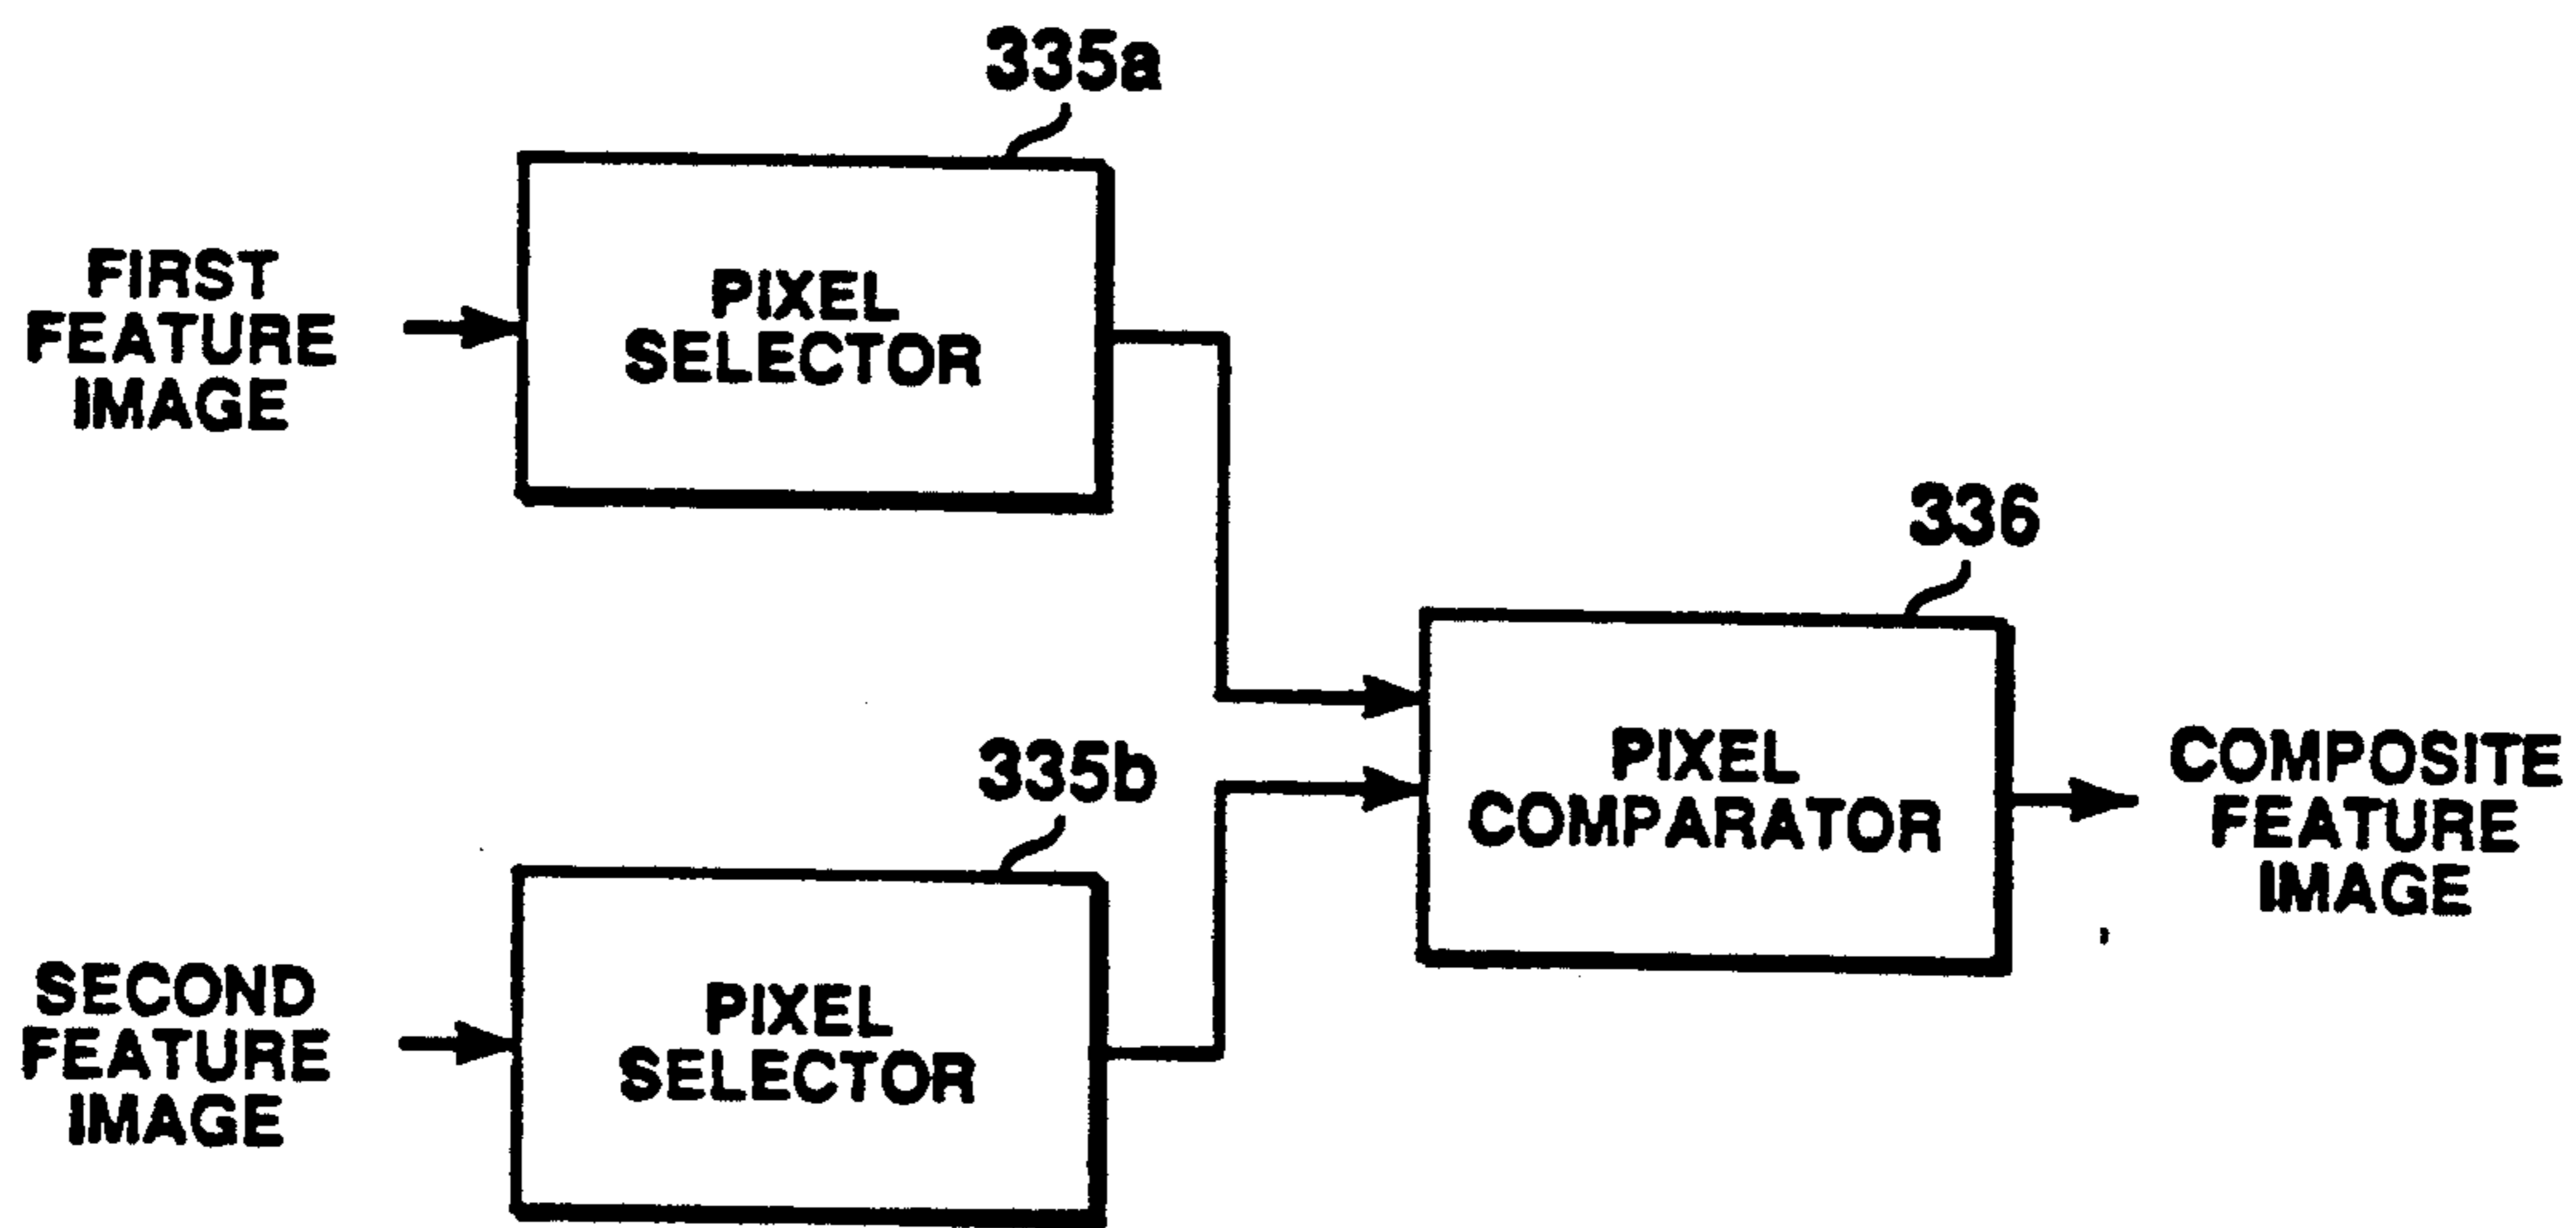 335a
FIRST
FEATURE
IMAGE
PIXEL
SELECTOR
336
PIXEL
COMPARATOR
COMPOSITE
FEATURE
IMAGE
335b
SECOND
FEATURE
IMAGE
PIXEL
SELECTOR